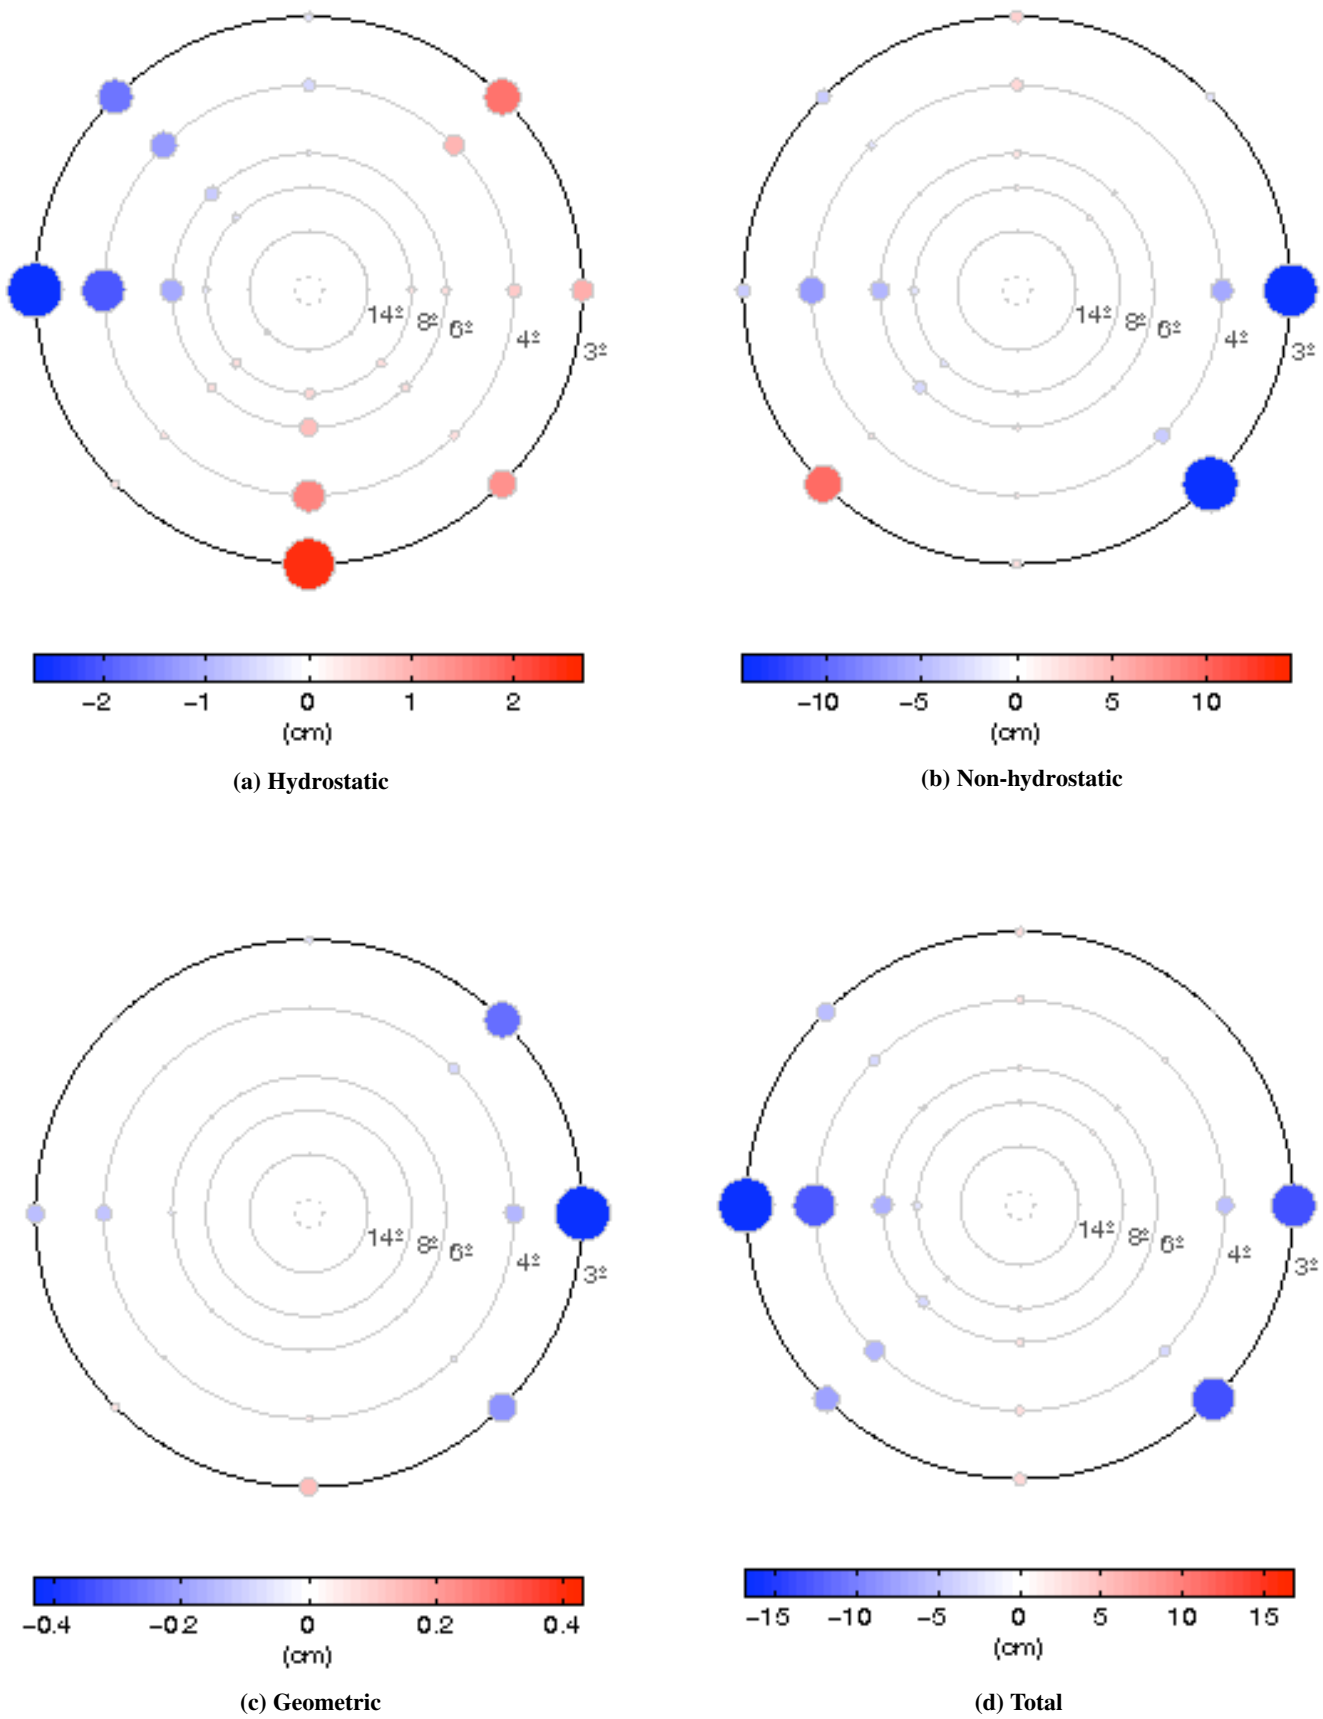 14° 8° 6° 4° 3°
14° 8° 6° 4° 3°
−2 −1 0 1 2
(cm)
−10 −5 0 5 10
(cm)
(a) Hydrostatic
(b) Non-hydrostatic
14° 8° 6° 4° 3°
14° 8° 6° 4° 3°
−0.4 −0.2 0 0.2 0.4
(cm)
−15 −10 −5 0 5 10 15
(cm)
(c) Geometric
(d) Total